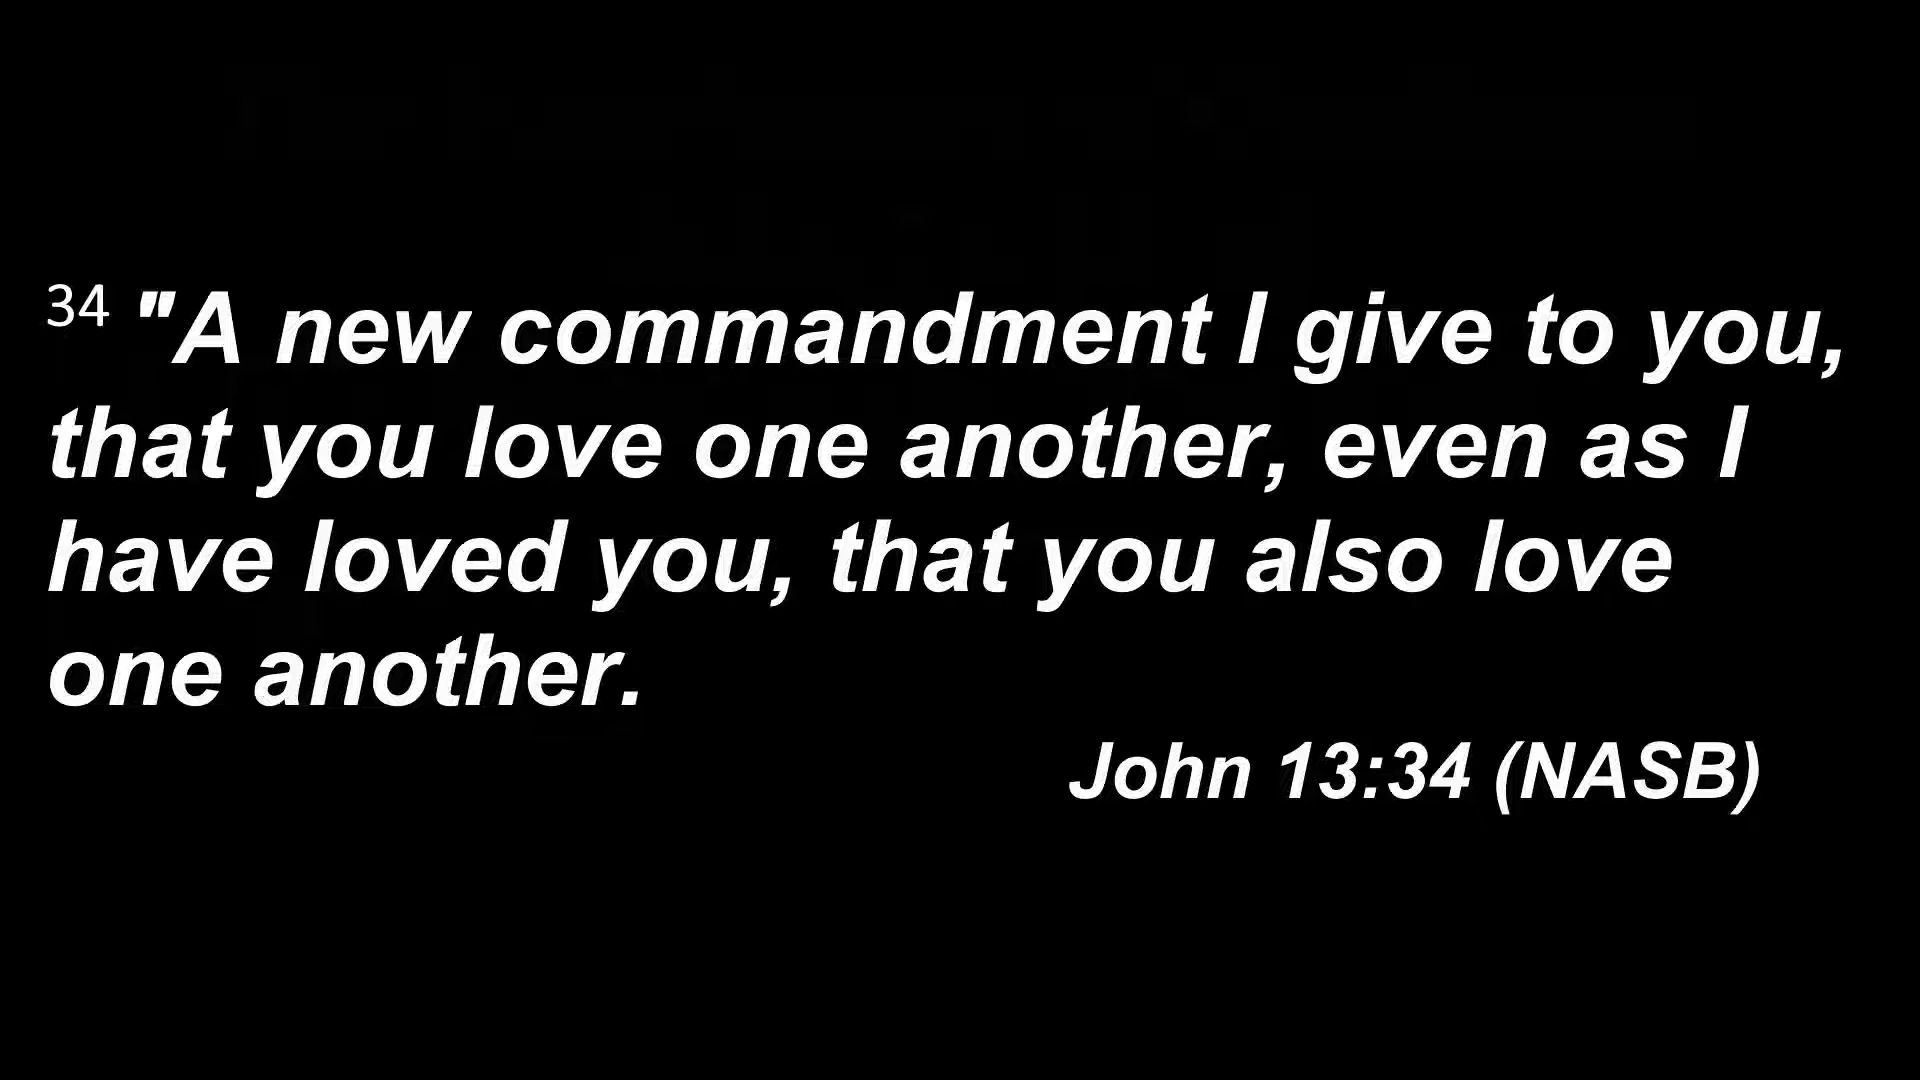 34 "A new commandment I give to you,
that you love one another, even as I
have loved you, that you also love
one another.
John 13:34 (NASB)